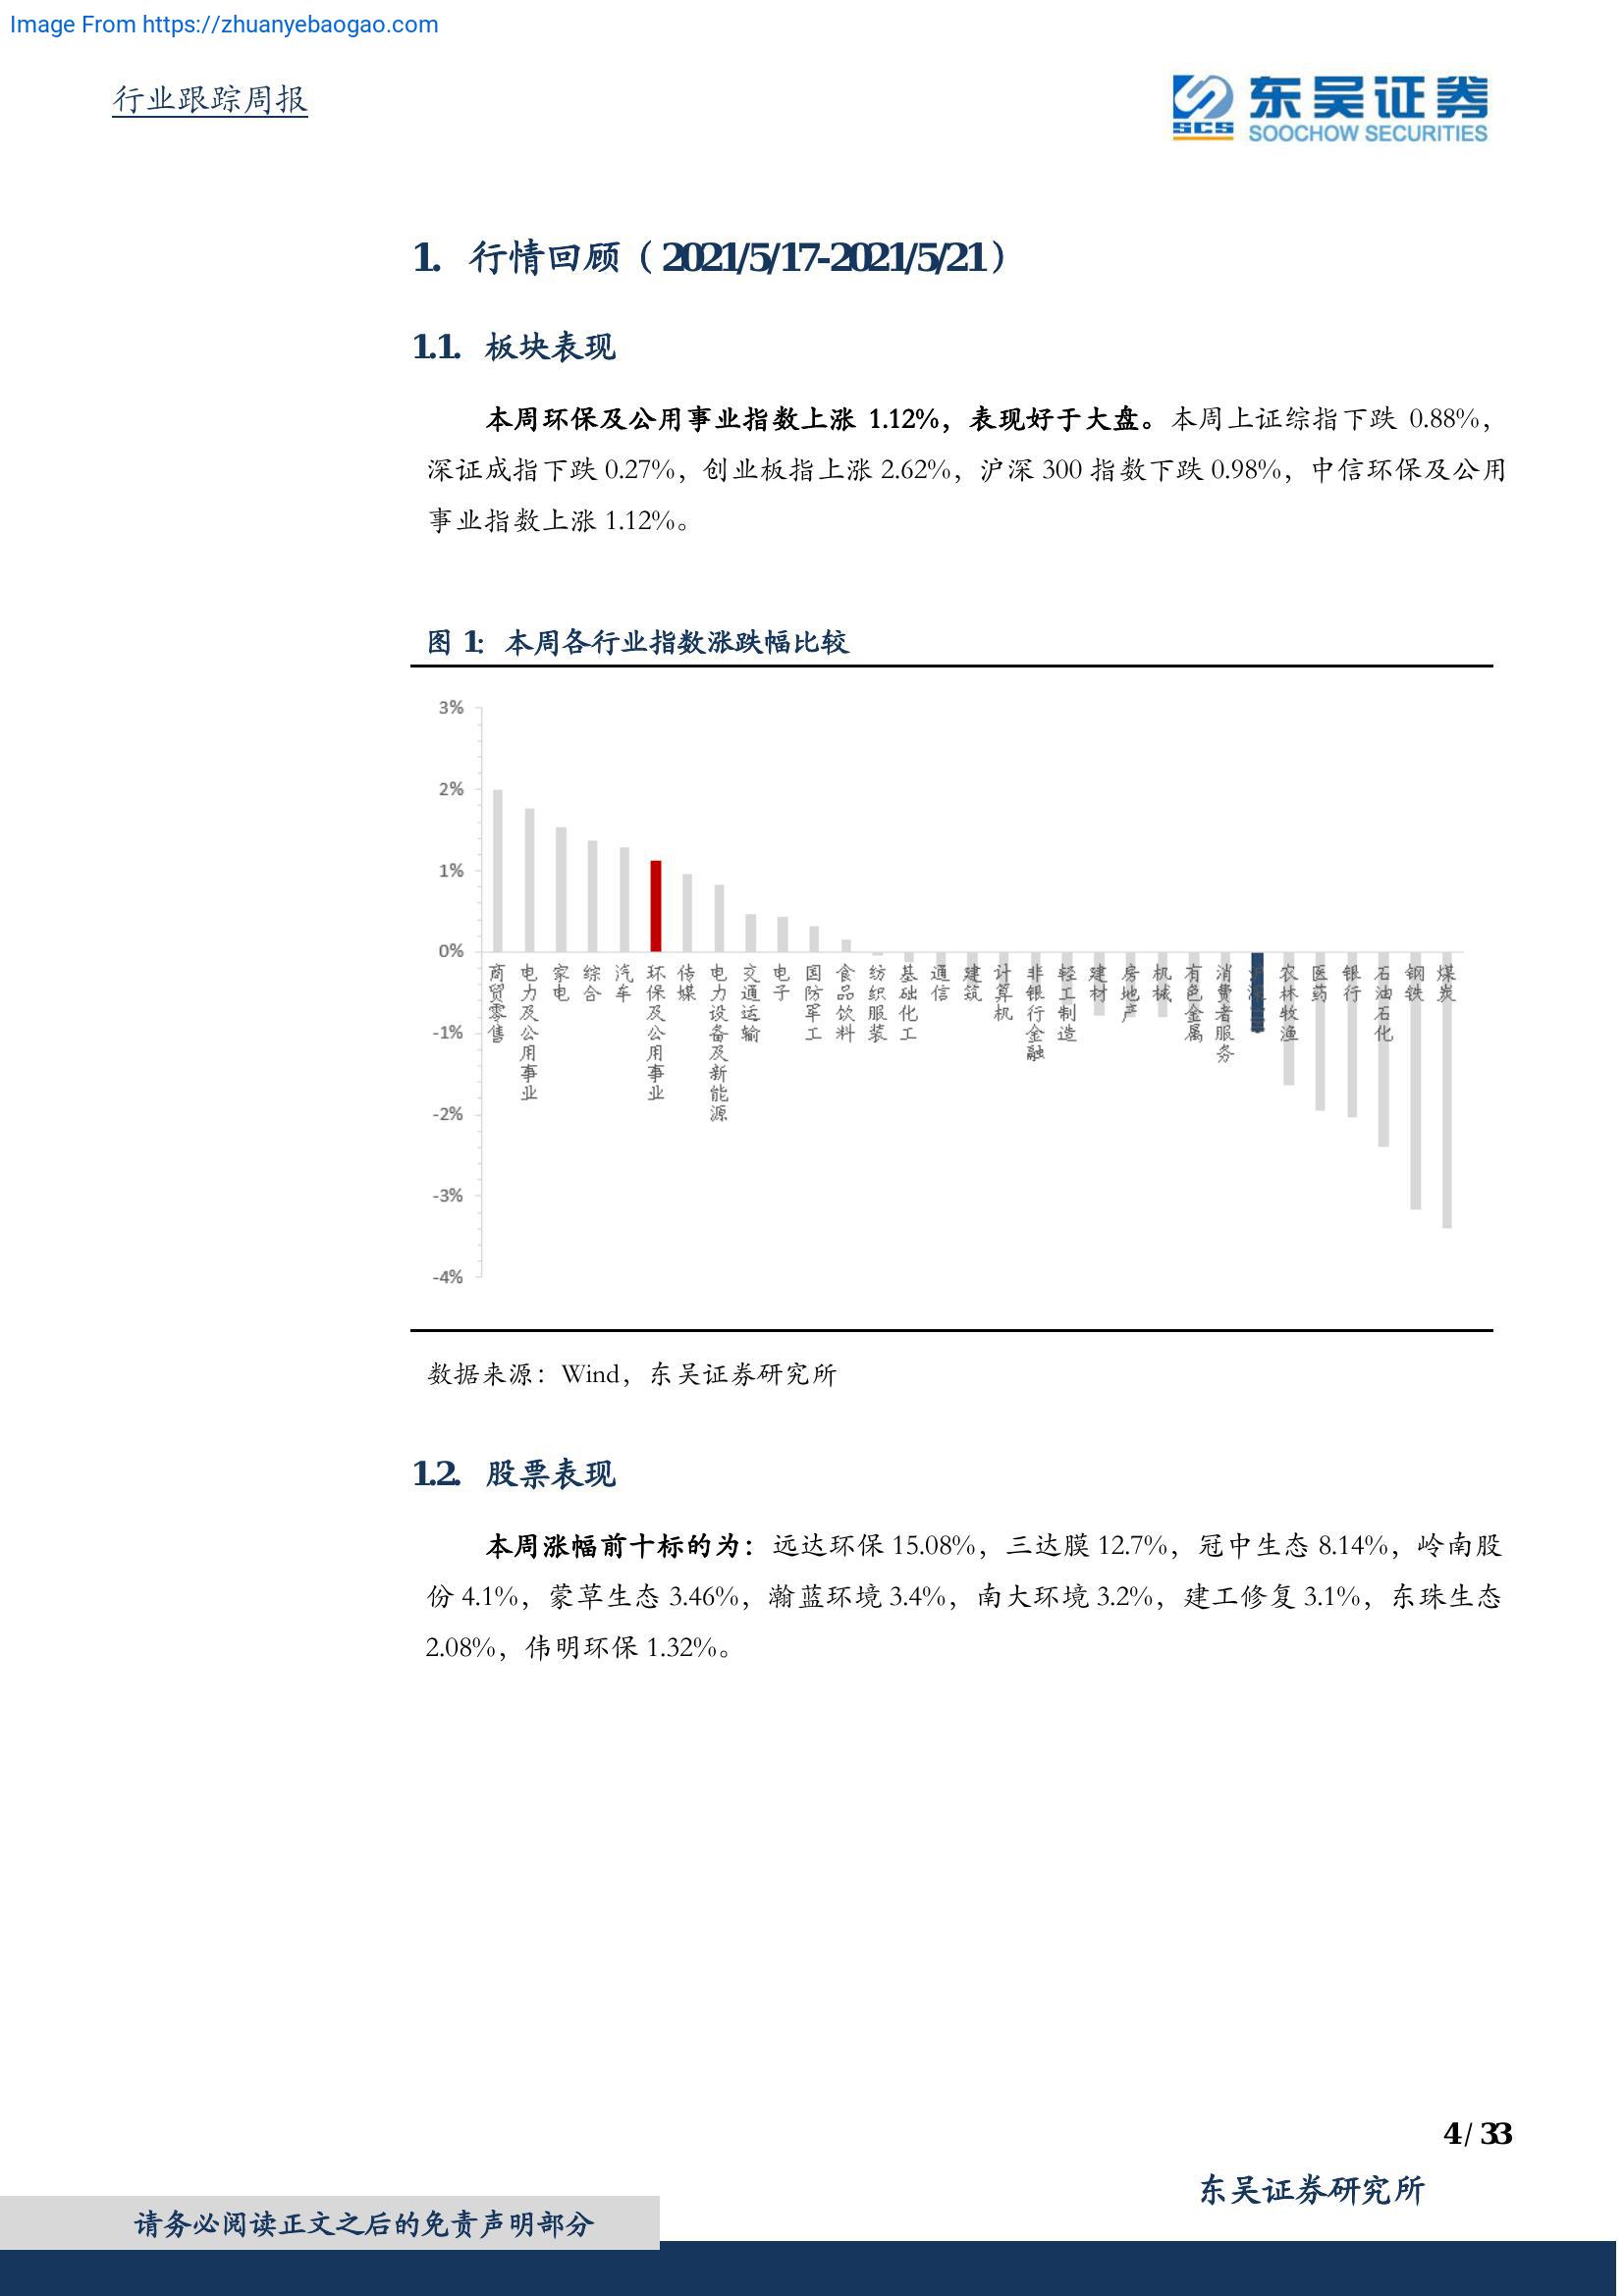 Image From https://zhuanyebaogao.com
行业跟踪周报
东吴证券
SCS
SOOCHOW SECURITIES
1. 行情回顾（2021/5/17-2021/5/21）
1.1. 板块表现
本周环保及公用事业指数上涨 1.12%，表现好于大盘。本周上证综指下跌 0.88%，
深证成指下跌 0.27%，创业板指上涨 2.62%，沪深 300 指数下跌 0.98%，中信环保及公用
事业指数上涨 1.12%。
图 1: 本周各行业指数涨跌幅比较
3%
2%
1%
0%
-1%
-2%
-3%
-4%
商贸零售
电力及公用事业
家电
综合
汽车
环保及公用事业
传媒
电力设备及新能源
交通运输
电子
国防军工
食品饮料
纺织服装
基础化工
通信
建筑
计算机
非银行金融
轻工制造
建材
房地产
机械
有色金属
消费者服务
农林牧渔
医药
银行
石油石化
钢铁
煤炭
数据来源：Wind，东吴证券研究所
1.2. 股票表现
本周涨幅前十标的为：远达环保 15.08%，三达膜 12.7%，冠中生态 8.14%，岭南股
份 4.1%，蒙草生态 3.46%，瀚蓝环境 3.4%，南大环境 3.2%，建工修复 3.1%，东珠生态
2.08%，伟明环保 1.32%。
4 / 33
东吴证券研究所
请务必阅读正文之后的免责声明部分